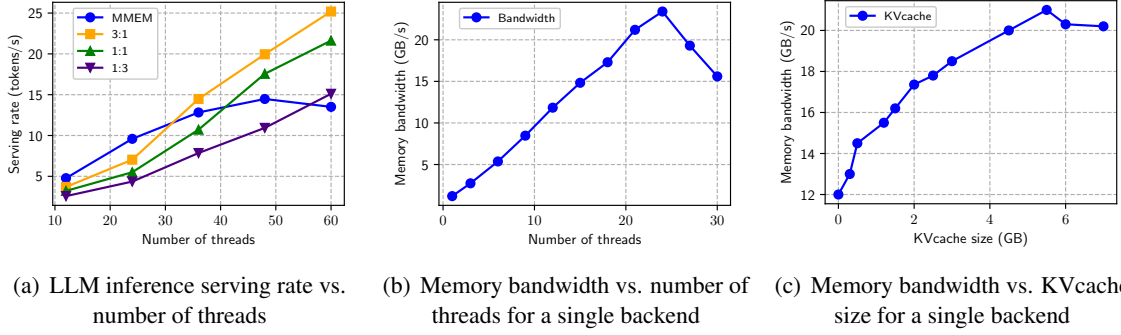 MMEM
3:1
1:1
1:3
Serving rate (tokens/s)
25
20
15
10
5
10 20 30 40 50 60
Number of threads
(a) LLM inference serving rate vs.
number of threads
Bandwidth
Memory bandwidth (GB/s)
20
15
10
5
0 10 20 30
Number of threads
(b) Memory bandwidth vs. number of
threads for a single backend
KVcache
Memory bandwidth (GB/s)
20
18
16
14
12
0 2 4 6
KVcache size (GB)
(c) Memory bandwidth vs. KVcache
size for a single backend